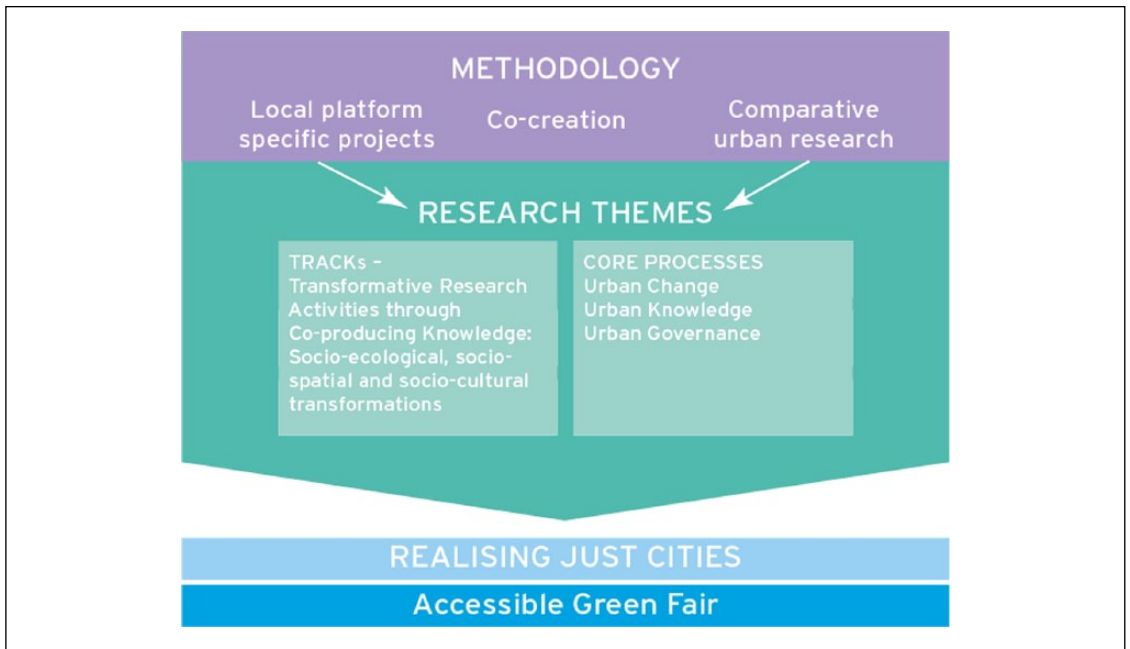 METHODOLOGY
Local platform
specific projects
Co-creation
Comparative
urban research
RESEARCH THEMES
TRACKs –
Transformative Research
Activities through
Co-producing Knowledge:
Socio-ecological, socio-
spatial and socio-cultural
transformations
CORE PROCESSES
Urban Change
Urban Knowledge
Urban Governance
REALISING JUST CITIES
Accessible Green Fair